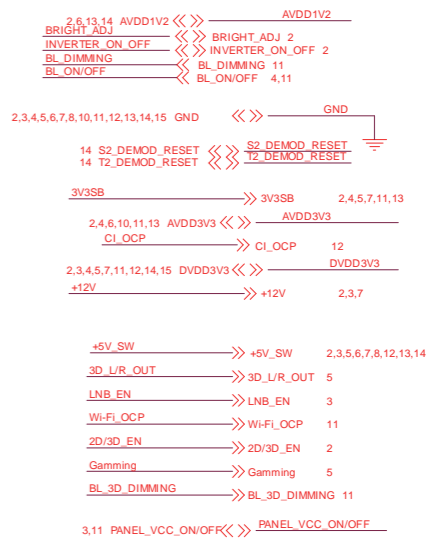 2,6,13,14 AVDD1V2 AVDD1V2
BRIGHT_ADJ BRIGHT_ADJ 2
INVERTER_ON_OFF INVERTER_ON_OFF 2
BL_DIMMING BL_DIMMING 11
BL_ON/OFF BL_ON/OFF 4,11
2,3,4,5,6,7,8,10,11,12,13,14,15 GND GND
14 S2_DEMOD_RESET S2_DEMOD_RESET
14 T2_DEMOD_RESET T2_DEMOD_RESET
3V3SB 3V3SB 2,4,5,7,11,13
2,4,6,10,11,13 AVDD3V3 AVDD3V3
CI_OCP CI_OCP 12
2,3,4,5,7,11,12,14,15 DVDD3V3 DVDD3V3
+12V +12V 2,3,7
+5V_SW +5V_SW 2,3,5,6,7,8,12,13,14
3D_L/R_OUT 3D_L/R_OUT 5
LNB_EN LNB_EN 3
Wi-Fi_OCP Wi-Fi_OCP 11
2D/3D_EN 2D/3D_EN 2
Gamming Gamming 5
BL_3D_DIMMING BL_3D_DIMMING 11
3,11 PANEL_VCC_ON/OFF PANEL_VCC_ON/OFF